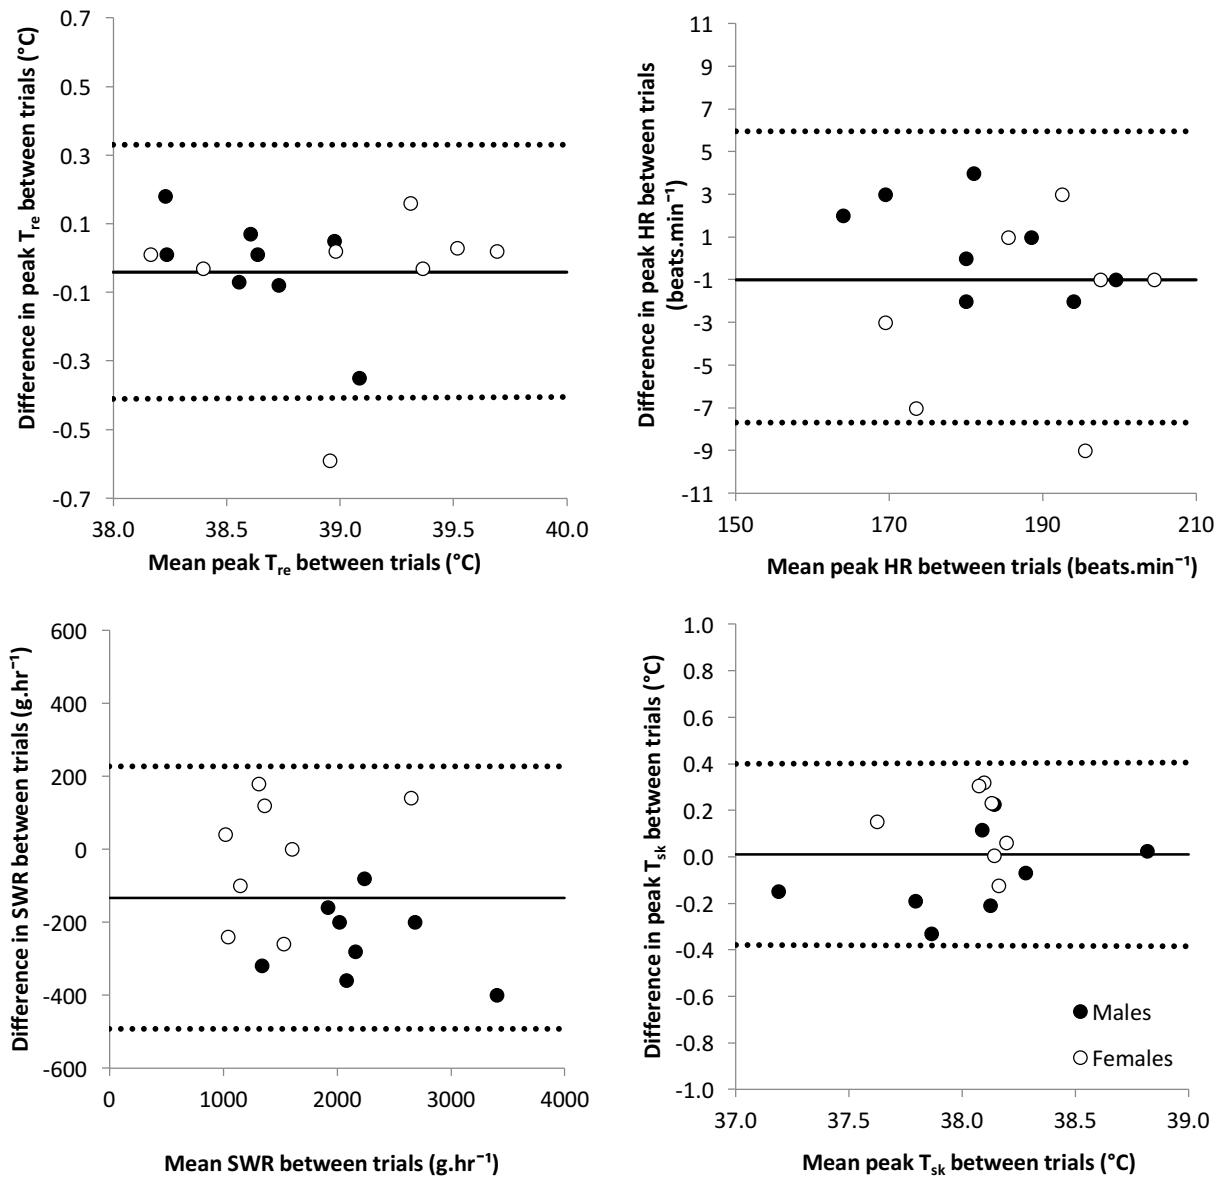 Difference in peak Tre between trials (°C)
0.7
0.5
0.3
0.1
-0.1
-0.3
-0.5
-0.7
38.0 38.5 39.0 39.5 40.0
Mean peak Tre between trials (°C)
Difference in peak HR between trials
(beats.min⁻¹)
11
9
7
5
3
1
-1
-3
-5
-7
-9
-11
150 170 190 210
Mean peak HR between trials (beats.min⁻¹)
Difference in SWR between trials (g.hr⁻¹)
600
400
200
0
-200
-400
-600
0 1000 2000 3000 4000
Mean SWR between trials (g.hr⁻¹)
Difference in peak Tsk between trials (°C)
1.0
0.8
0.6
0.4
0.2
0.0
-0.2
-0.4
-0.6
-0.8
-1.0
Males
Females
37.0 37.5 38.0 38.5 39.0
Mean peak Tsk between trials (°C)